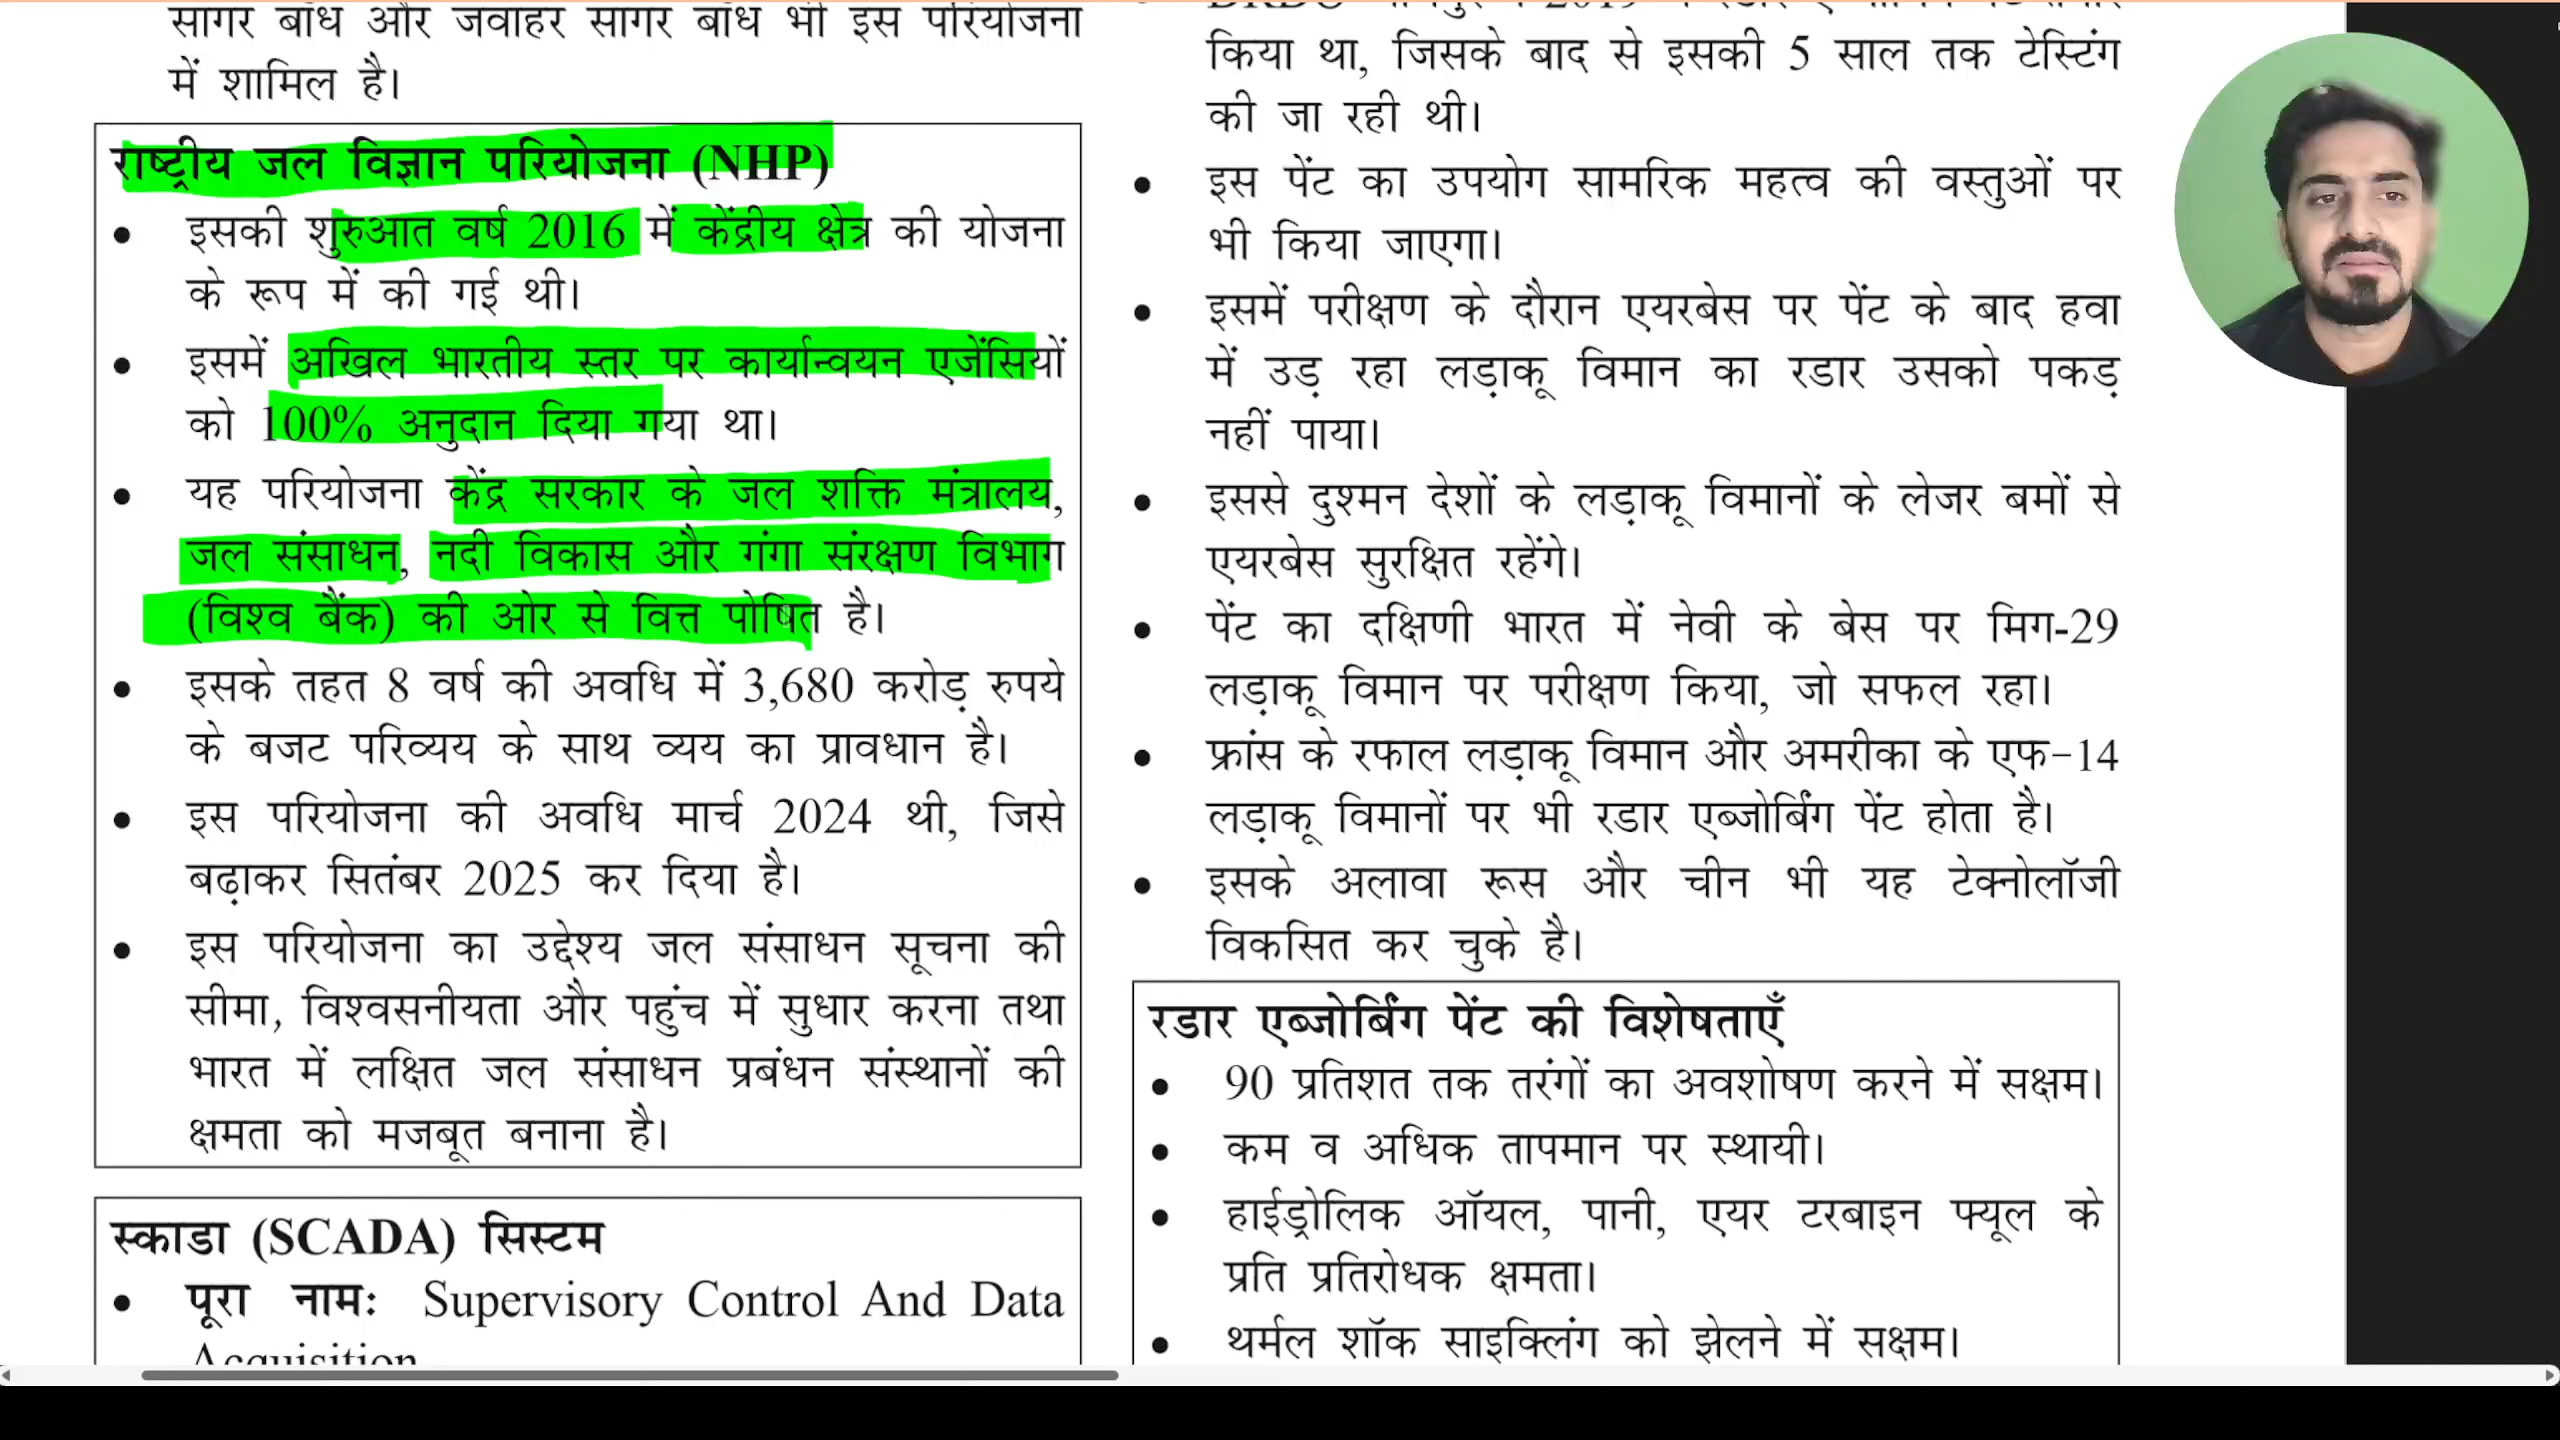 सागर बांध और जवाहर सागर बांध भी इस परियोजना
में शामिल है।
राष्ट्रीय जल विज्ञान परियोजना (NHP)
• इसकी शुरुआत वर्ष 2016 में केंद्रीय क्षेत्र की योजना
के रूप में की गई थी।
• इसमें अखिल भारतीय स्तर पर कार्यान्वयन एजेंसियों
को 100% अनुदान दिया गया था।
• यह परियोजना केंद्र सरकार के जल शक्ति मंत्रालय,
जल संसाधन, नदी विकास और गंगा संरक्षण विभाग
(विश्व बैंक) की ओर से वित्त पोषित है।
• इसके तहत 8 वर्ष की अवधि में 3,680 करोड़ रुपये
के बजट परिव्यय के साथ व्यय का प्रावधान है।
• इस परियोजना की अवधि मार्च 2024 थी, जिसे
बढ़ाकर सितंबर 2025 कर दिया है।
• इस परियोजना का उद्देश्य जल संसाधन सूचना की
सीमा, विश्वसनीयता और पहुंच में सुधार करना तथा
भारत में लक्षित जल संसाधन प्रबंधन संस्थानों की
क्षमता को मजबूत बनाना है।
स्काडा (SCADA) सिस्टम
• पूरा नामः Supervisory Control And Data
Acquisition
किया था, जिसके बाद से इसकी 5 साल तक टेस्टिंग
की जा रही थी।
• इस पेंट का उपयोग सामरिक महत्व की वस्तुओं पर
भी किया जाएगा।
• इसमें परीक्षण के दौरान एयरबेस पर पेंट के बाद हवा
में उड़ रहा लड़ाकू विमान का रडार उसको पकड़
नहीं पाया।
• इससे दुश्मन देशों के लड़ाकू विमानों के लेजर बमों से
एयरबेस सुरक्षित रहेंगे।
• पेंट का दक्षिणी भारत में नेवी के बेस पर मिग-29
लड़ाकू विमान पर परीक्षण किया, जो सफल रहा।
• फ्रांस के रफाल लड़ाकू विमान और अमरीका के एफ-14
लड़ाकू विमानों पर भी रडार एब्जोर्बिंग पेंट होता है।
• इसके अलावा रूस और चीन भी यह टेक्नोलॉजी
विकसित कर चुके है।
रडार एब्जोर्बिंग पेंट की विशेषताएँ
• 90 प्रतिशत तक तरंगों का अवशोषण करने में सक्षम।
• कम व अधिक तापमान पर स्थायी।
• हाईड्रोलिक ऑयल, पानी, एयर टरबाइन फ्यूल के
प्रति प्रतिरोधक क्षमता।
• थर्मल शॉक साइक्लिंग को झेलने में सक्षम।